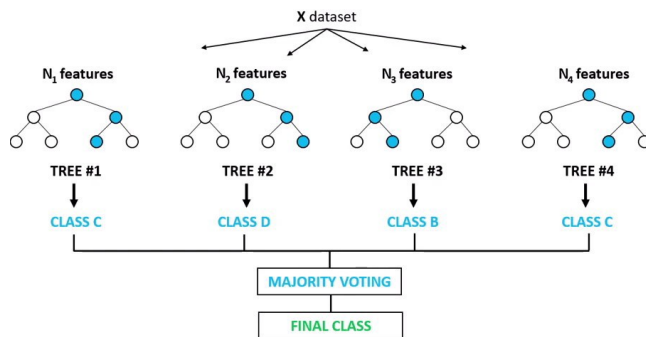 X dataset
N₁ features N₂ features N₃ features N₄ features
TREE #1 TREE #2 TREE #3 TREE #4
CLASS C CLASS D CLASS B CLASS C
MAJORITY VOTING
FINAL CLASS